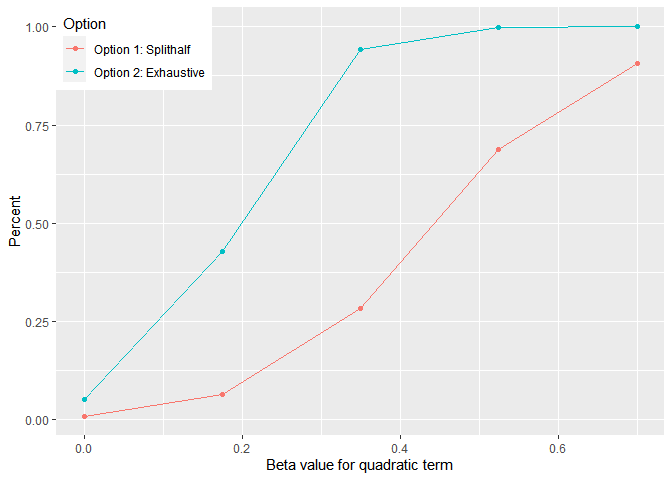 Option
Option 1: Splithalf
Option 2: Exhaustive
1.00
0.75
0.50
0.25
0.00
Percent
0.0 0.2 0.4 0.6
Beta value for quadratic term